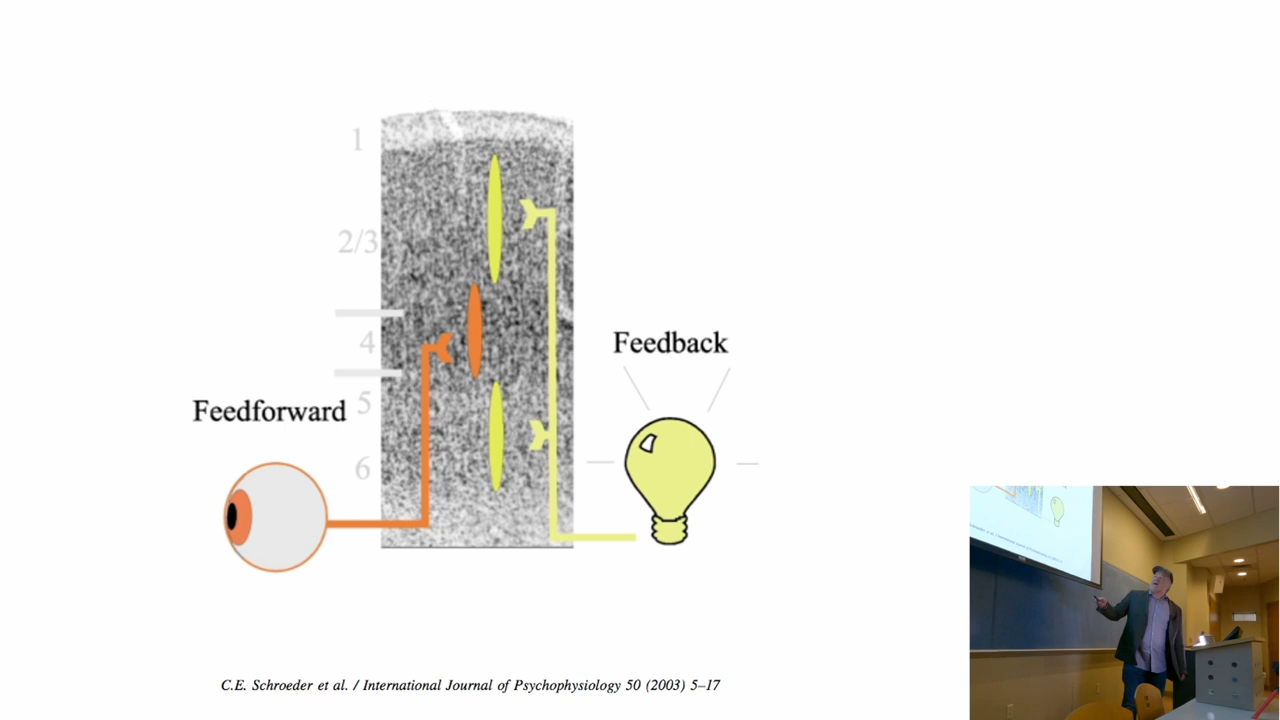 1
2/3
4
5
6
Feedforward
Feedback
C.E. Schroeder et al. / International Journal of Psychophysiology 50 (2003) 5–17